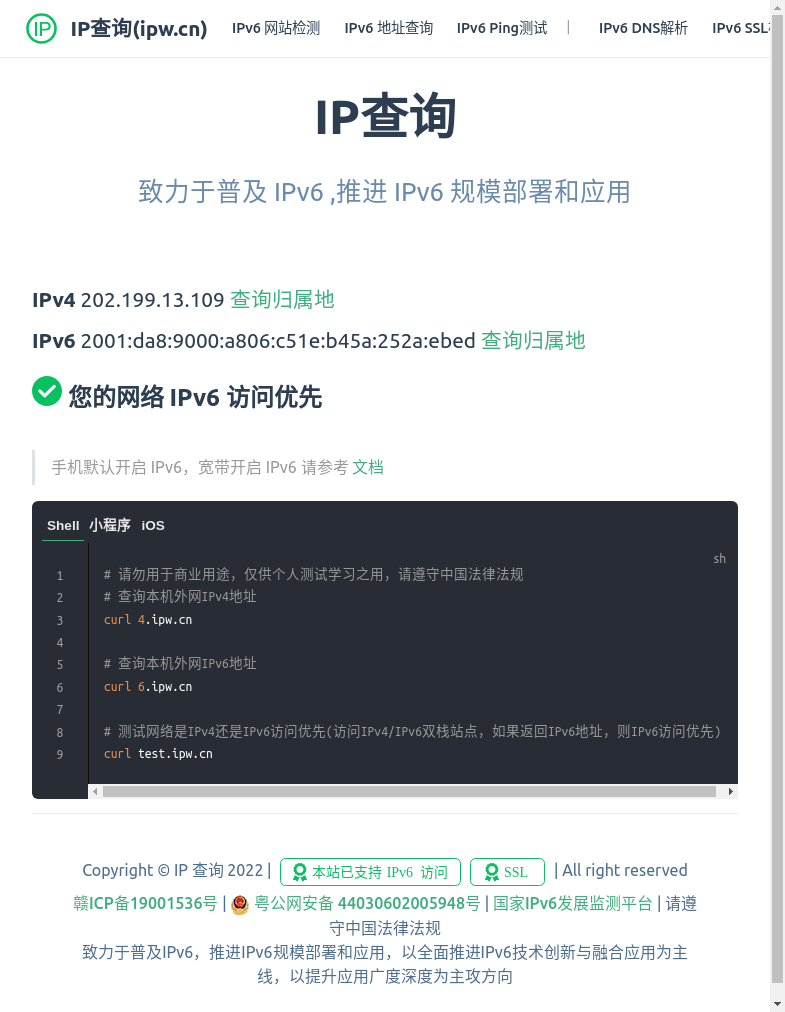 IP IP查询(ipw.cn) IPv6 网站检测 IPv6 地址查询 IPv6 Ping测试 | IPv6 DNS解析 IPv6 SSL
IP查询
致力于普及 IPv6 ,推进 IPv6 规模部署和应用
IPv4 202.199.13.109 查询归属地
IPv6 2001:da8:9000:a806:c51e:b45a:252a:ebed 查询归属地
您的网络 IPv6 访问优先
手机默认开启 IPv6，宽带开启 IPv6 请参考 文档
Shell 小程序 iOS
sh
1 # 请勿用于商业用途，仅供个人测试学习之用，请遵守中国法律法规
2 # 查询本机外网IPv4地址
3 curl 4.ipw.cn
4
5 # 查询本机外网IPv6地址
6 curl 6.ipw.cn
7
8 # 测试网络是IPv4还是IPv6访问优先(访问IPv4/IPv6双栈站点，如果返回IPv6地址，则IPv6访问优先)
9 curl test.ipw.cn
Copyright © IP 查询 2022 | 本站已支持 IPv6 访问 SSL | All right reserved
赣ICP备19001536号 | 粤公网安备 44030602005948号 | 国家IPv6发展监测平台 | 请遵
守中国法律法规
致力于普及IPv6，推进IPv6规模部署和应用，以全面推进IPv6技术创新与融合应用为主
线，以提升应用广度深度为主攻方向